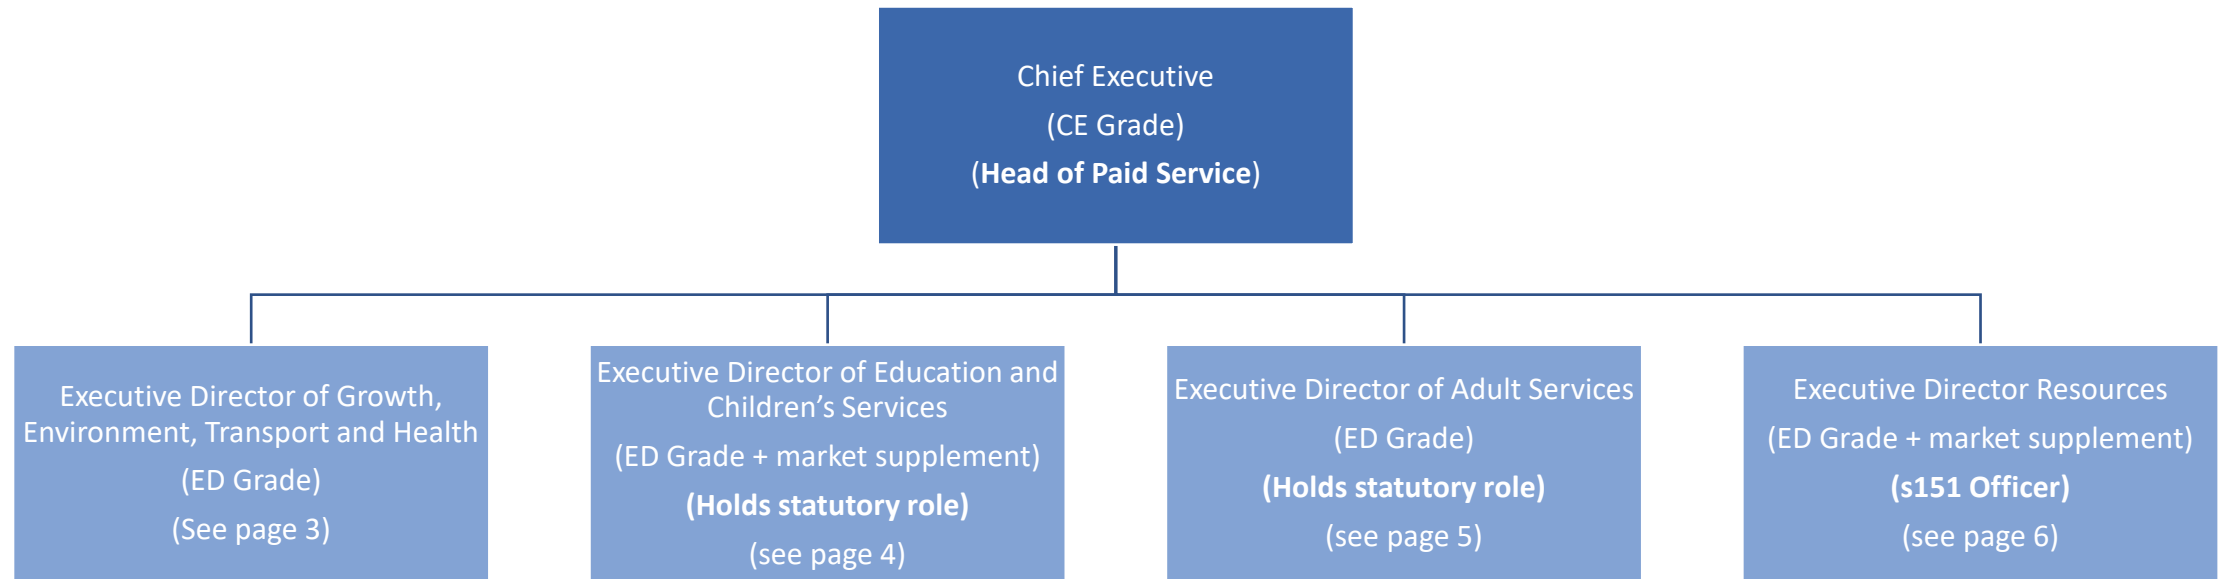 Chief Executive
(CE Grade)
(Head of Paid Service)
Executive Director of Growth,
Environment, Transport and Health
(ED Grade)
(See page 3)
Executive Director of Education and
Children’s Services
(ED Grade + market supplement)
(Holds statutory role)
(see page 4)
Executive Director of Adult Services
(ED Grade)
(Holds statutory role)
(see page 5)
Executive Director Resources
(ED Grade + market supplement)
(s151 Officer)
(see page 6)